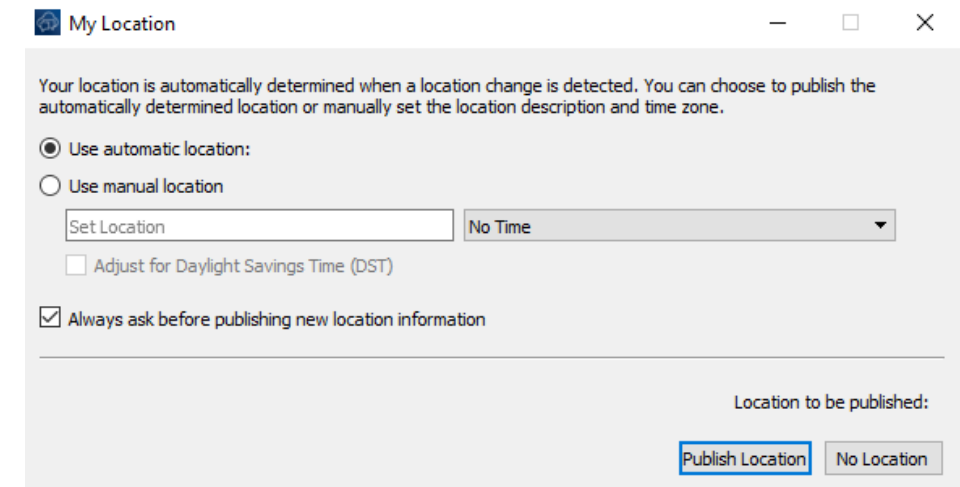 My Location
Your location is automatically determined when a location change is detected. You can choose to publish the
automatically determined location or manually set the location description and time zone.
Use automatic location:
Use manual location
Set Location
No Time
Adjust for Daylight Savings Time (DST)
Always ask before publishing new location information
Location to be published:
Publish Location
No Location